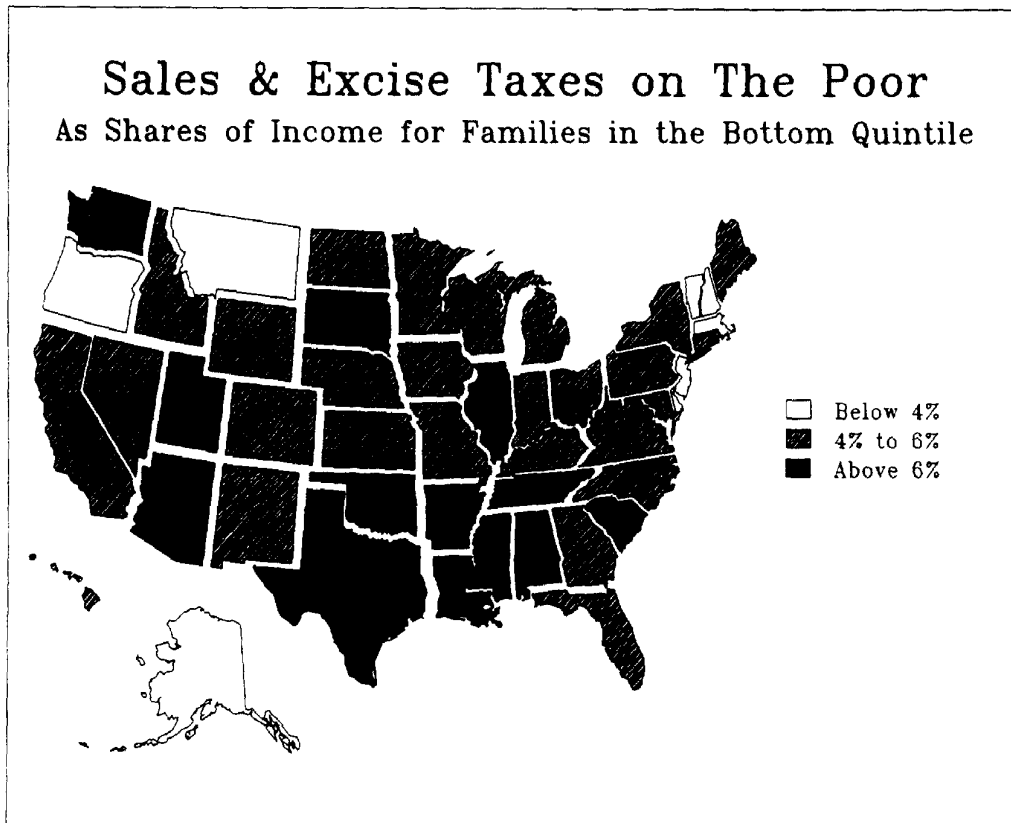 Sales & Excise Taxes on The Poor
As Shares of Income for Families in the Bottom Quintile
Below 4%
4% to 6%
Above 6%